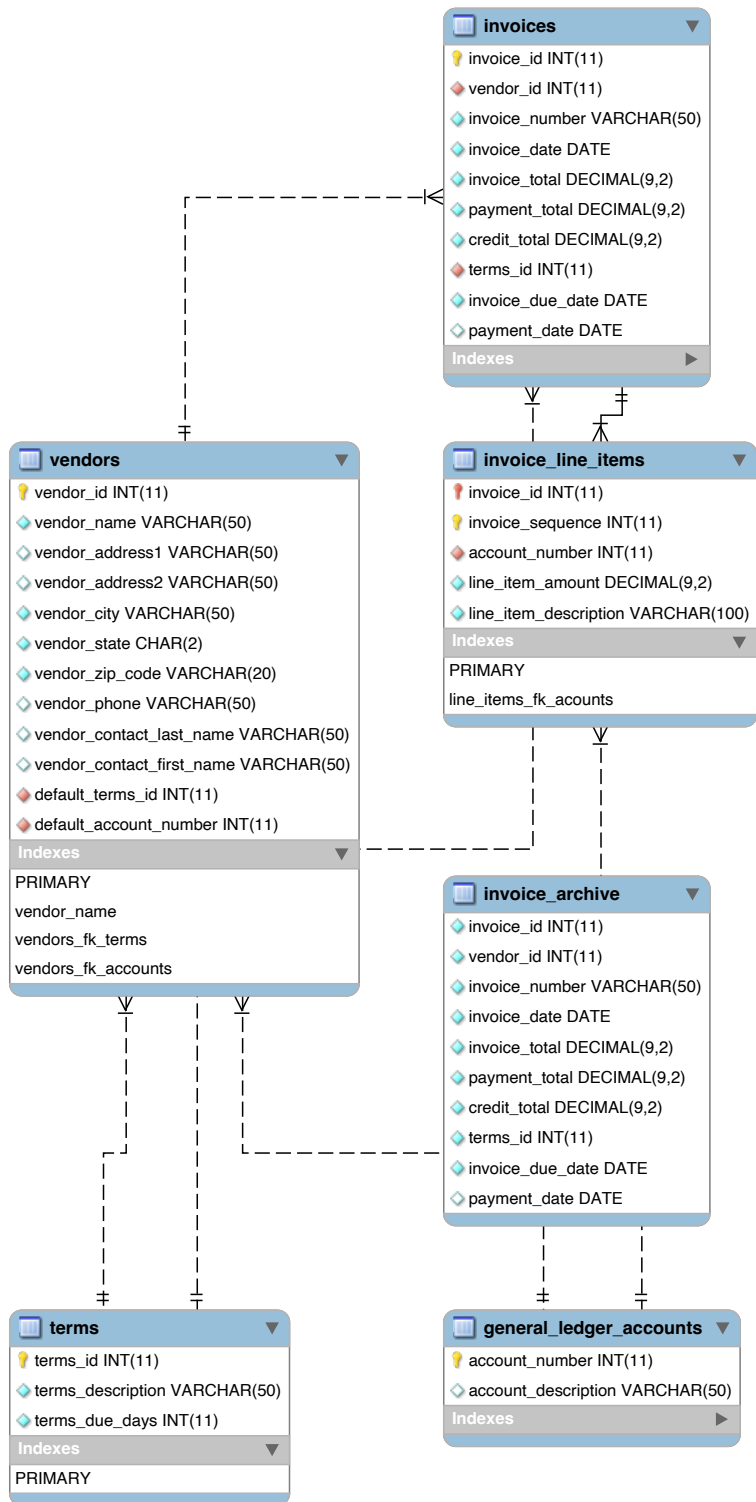 invoices
invoice_id INT(11)
vendor_id INT(11)
invoice_number VARCHAR(50)
invoice_date DATE
invoice_total DECIMAL(9,2)
payment_total DECIMAL(9,2)
credit_total DECIMAL(9,2)
terms_id INT(11)
invoice_due_date DATE
payment_date DATE
Indexes
vendors
vendor_id INT(11)
vendor_name VARCHAR(50)
vendor_address1 VARCHAR(50)
vendor_address2 VARCHAR(50)
vendor_city VARCHAR(50)
vendor_state CHAR(2)
vendor_zip_code VARCHAR(20)
vendor_phone VARCHAR(50)
vendor_contact_last_name VARCHAR(50)
vendor_contact_first_name VARCHAR(50)
default_terms_id INT(11)
default_account_number INT(11)
Indexes
PRIMARY
vendor_name
vendors_fk_terms
vendors_fk_accounts
invoice_line_items
invoice_id INT(11)
invoice_sequence INT(11)
account_number INT(11)
line_item_amount DECIMAL(9,2)
line_item_description VARCHAR(100)
Indexes
PRIMARY
line_items_fk_acounts
invoice_archive
invoice_id INT(11)
vendor_id INT(11)
invoice_number VARCHAR(50)
invoice_date DATE
invoice_total DECIMAL(9,2)
payment_total DECIMAL(9,2)
credit_total DECIMAL(9,2)
terms_id INT(11)
invoice_due_date DATE
payment_date DATE
terms
terms_id INT(11)
terms_description VARCHAR(50)
terms_due_days INT(11)
Indexes
PRIMARY
general_ledger_accounts
account_number INT(11)
account_description VARCHAR(50)
Indexes